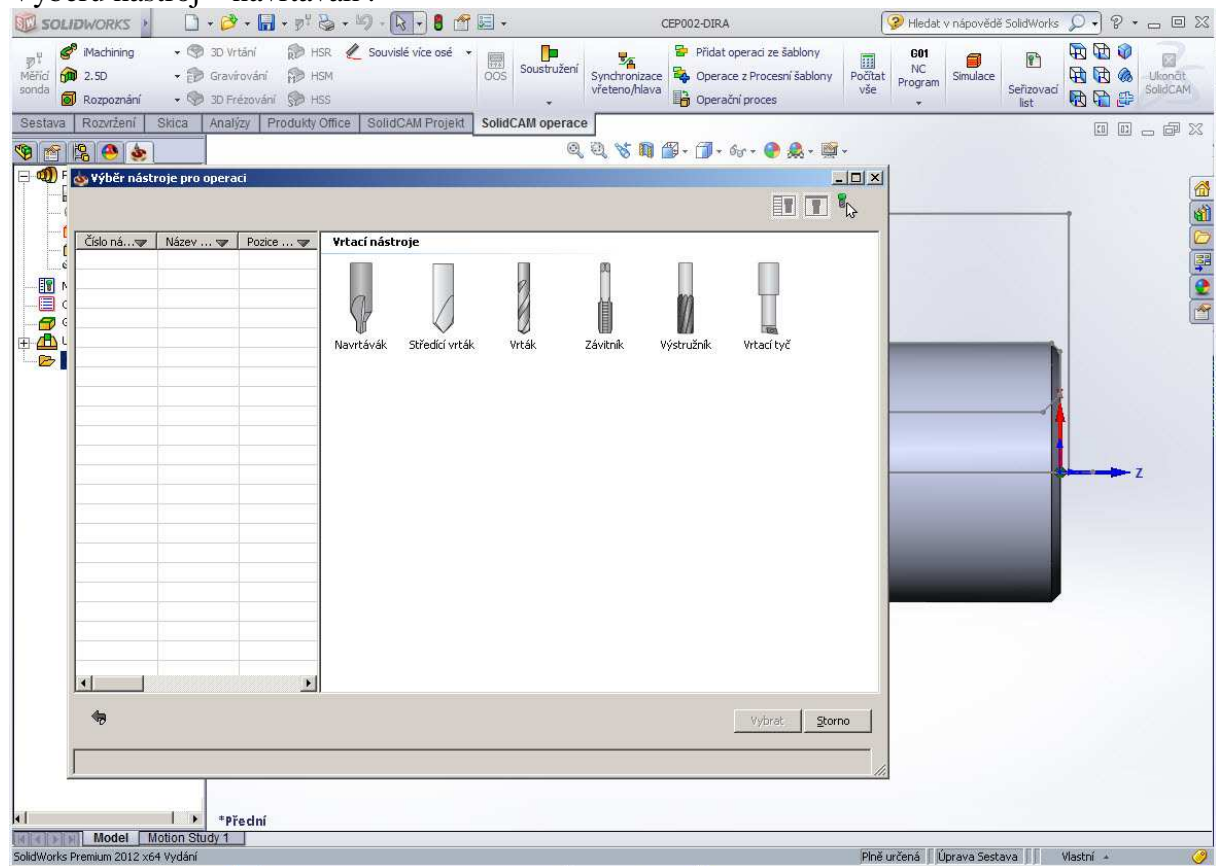 SOLIDWORKS
CEP002-DIRA
Hledat v nápovědě SolidWorks
Měřicí sonda
iMachining
2.5D
Rozpoznání
3D Vrtání
Gravírování
3D Frézování
HSR
HSM
HSS
Souvislé více osé
OOS
Soustružení
Synchronizace vřeteno/hlava
Přidat operaci ze šablony
Operace z Procesní šablony
Operační proces
Počítat vše
G01
NC Program
Simulace
Seřizovací list
Ukončit SolidCAM
Sestava
Rozvržení
Skica
Analýzy
Produkty Office
SolidCAM Projekt
SolidCAM operace
Výběr nástroje pro operaci
Číslo ná...
Název ...
Pozice ...
Vrtací nástroje
Navrtávák
Středící vrták
Vrták
Závitník
Výstružník
Vrtací tyč
Vybrat
Storno
Z
*Přední
Model
Motion Study 1
SolidWorks Premium 2012 x64 Vydání
Plně určená
Úprava Sestava
Vlastní